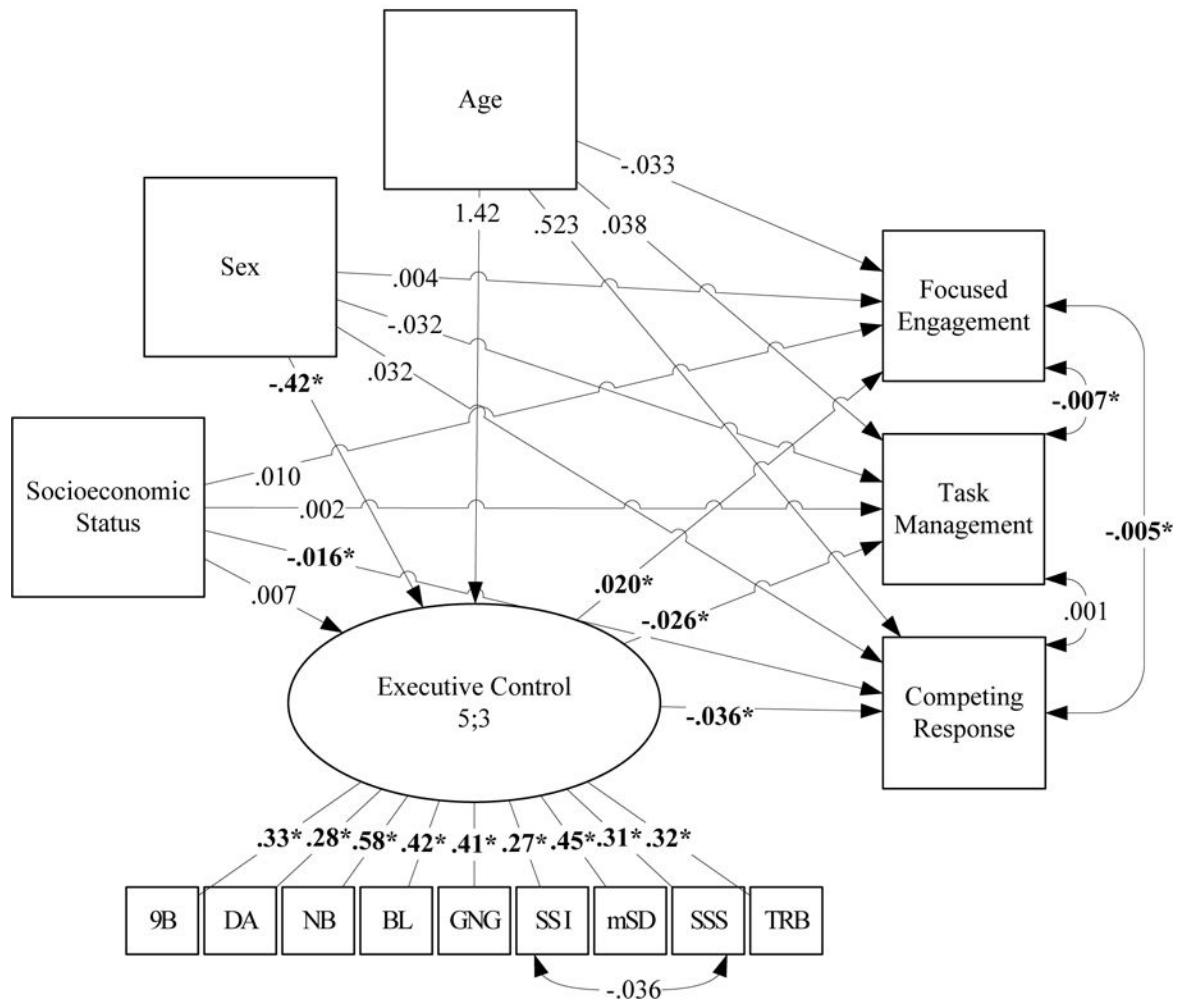 Age
-.033
1.42
.523
.038
Sex
.004
-.032
.032
-.42*
Focused
Engagement
-.007*
Socioeconomic
Status
.010
.002
-.016*
.007
Task
Management
-.005*
.020*
-.026*
.001
Executive Control
5;3
-.036*
Competing
Response
.33* .28* .58* .42* .41* .27* .45* .31* .32*
9B DA NB BL GNG SSI mSD SSS TRB
-.036